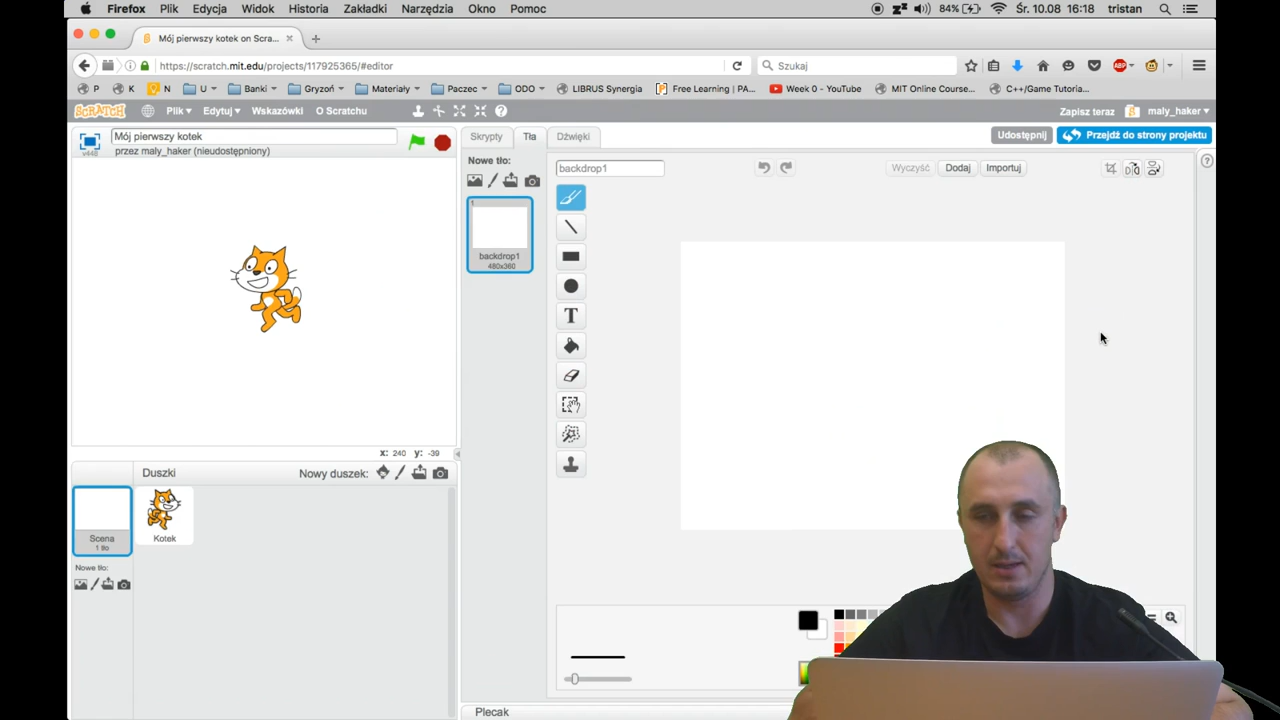 Firefox Plik Edycja Widok Historia Zakładki Narzędzia Okno Pomoc 84% Śr. 10.08 16:18 tristan
Mój pierwszy kotek on Scra...
https://scratch.mit.edu/projects/117925365/#editor Szukaj
P K N U Banki Gryzoń Materiały Paczec ODO LIBRUS Synergia Free Learning | PA... Week 0 - YouTube MIT Online Course... C++/Game Tutoria...
SCRATCH Plik Edytuj Wskazówki O Scratchu Zapisz teraz maly_haker
Mój pierwszy kotek Skrypty Tła Dźwięki Udostępnij Przejdź do strony projektu
v448 przez maly_haker (nieudostępniony)
Nowe tło: backdrop1 Wyczyść Dodaj Importuj
1
backdrop1
480x360
T
x: 240 y: -39
Duszki Nowy duszek:
Scena Kotek
1 tło
Nowe tło:
Plecak